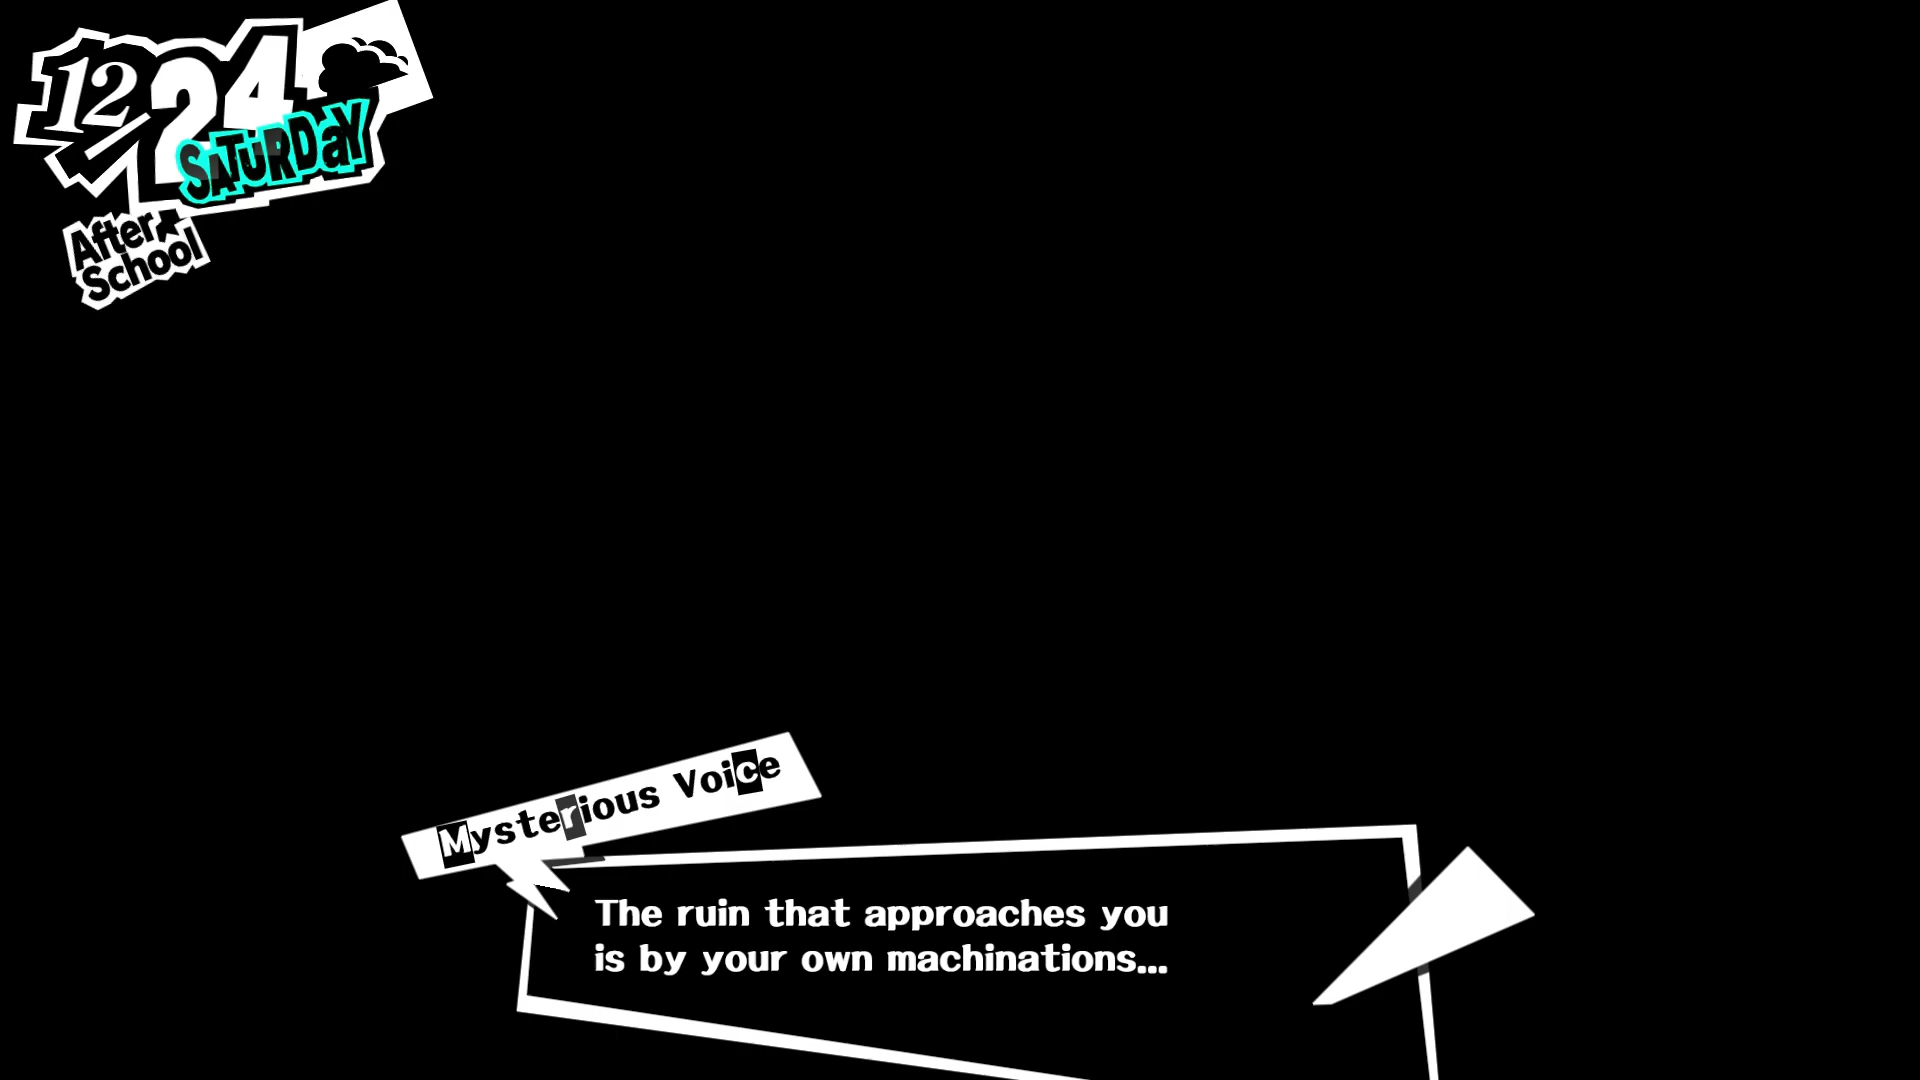 12/24
SATURDaY
After
School
Mysterious Voice
The ruin that approaches you
is by your own machinations...